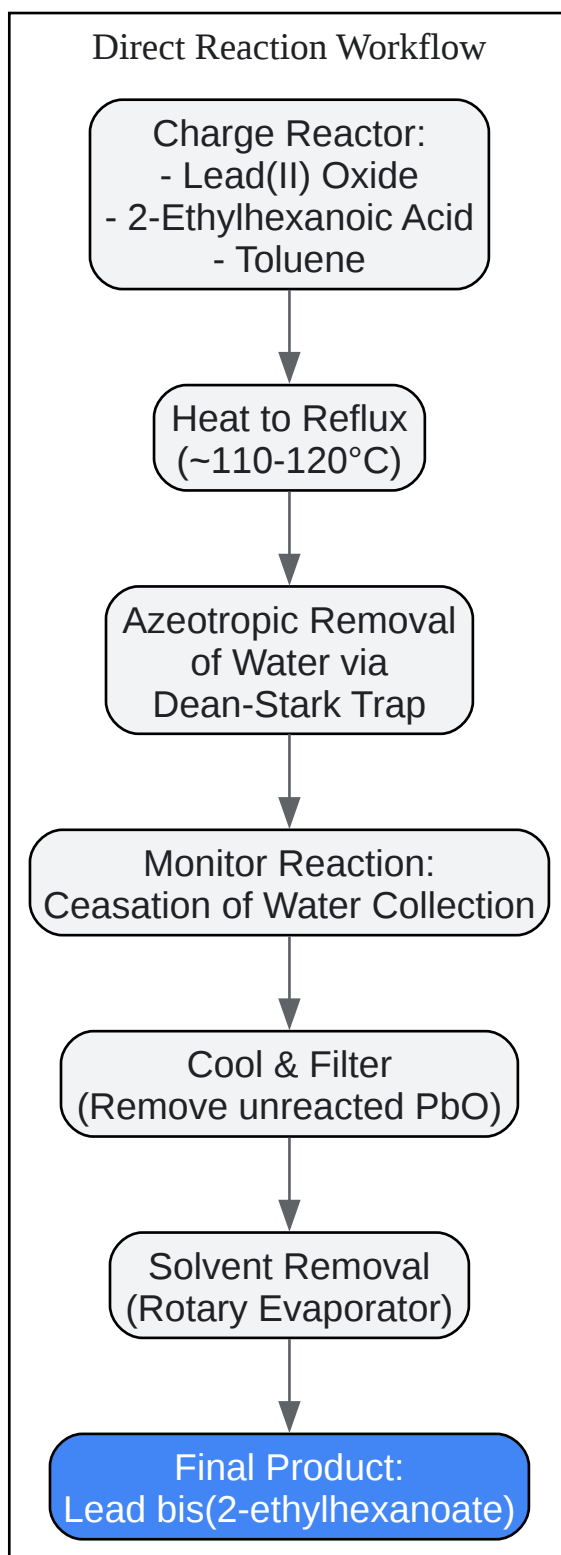 Direct Reaction Workflow
Charge Reactor:
- Lead(II) Oxide
- 2-Ethylhexanoic Acid
- Toluene
Heat to Reflux
(~110-120°C)
Azeotropic Removal
of Water via
Dean-Stark Trap
Monitor Reaction:
Ceasation of Water Collection
Cool & Filter
(Remove unreacted PbO)
Solvent Removal
(Rotary Evaporator)
Final Product:
Lead bis(2-ethylhexanoate)